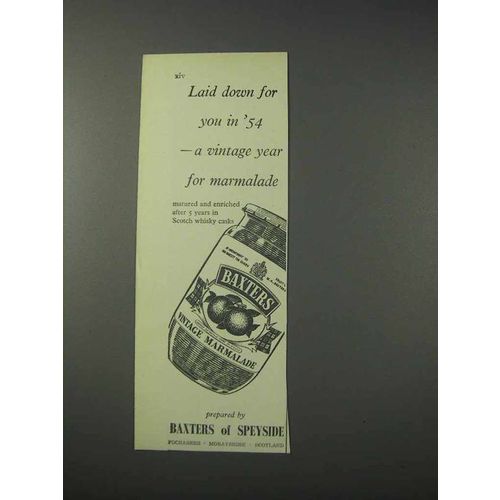 xiv
Laid down for
you in '54
—a vintage year
for marmalade
matured and enriched
after 5 years in
Scotch whisky casks
BAXTERS
VINTAGE MARMALADE
prepared by
BAXTERS of SPEYSIDE
FOCHABERS · MORAYSHIRE · SCOTLAND